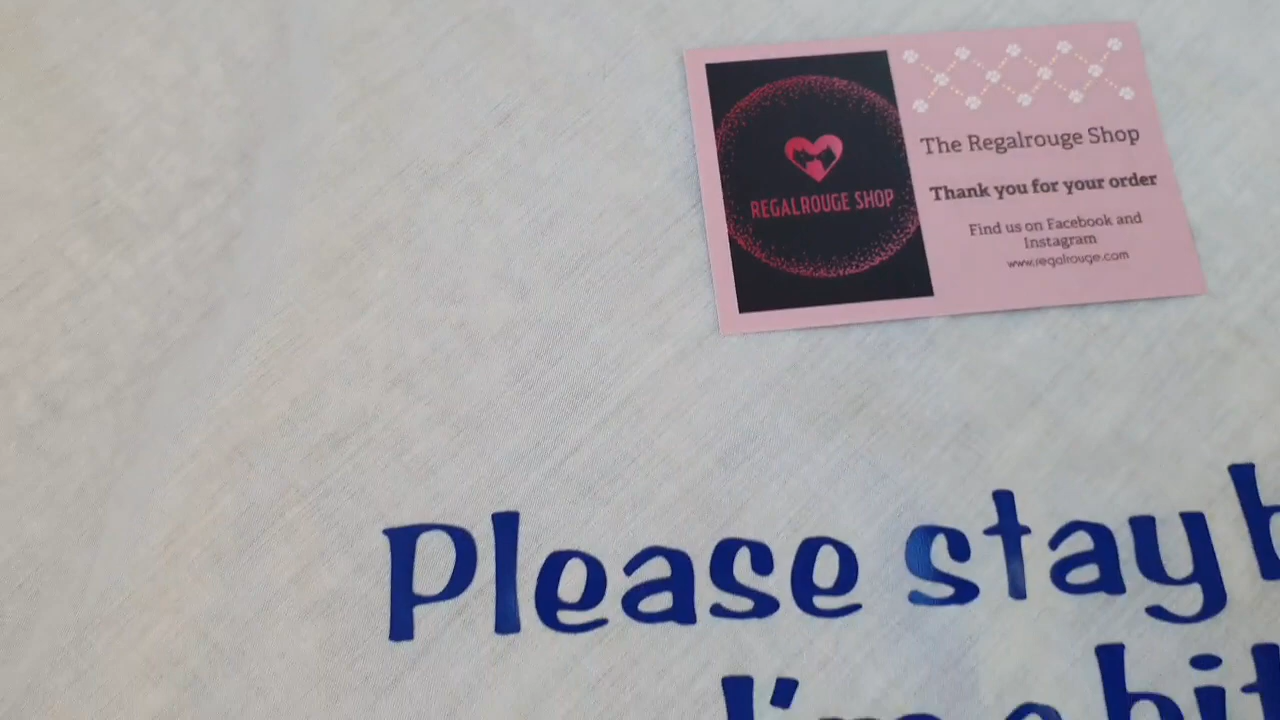 REGALROUGE SHOP
The Regalrouge Shop
Thank you for your order
Find us on Facebook and
Instagram
www.regalrouge.com
Please stay b
I'm a bit